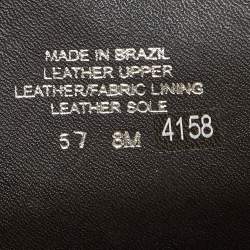 MADE IN BRAZIL
LEATHER UPPER
LEATHER/FABRIC LINING
LEATHER SOLE
57 8M 4158